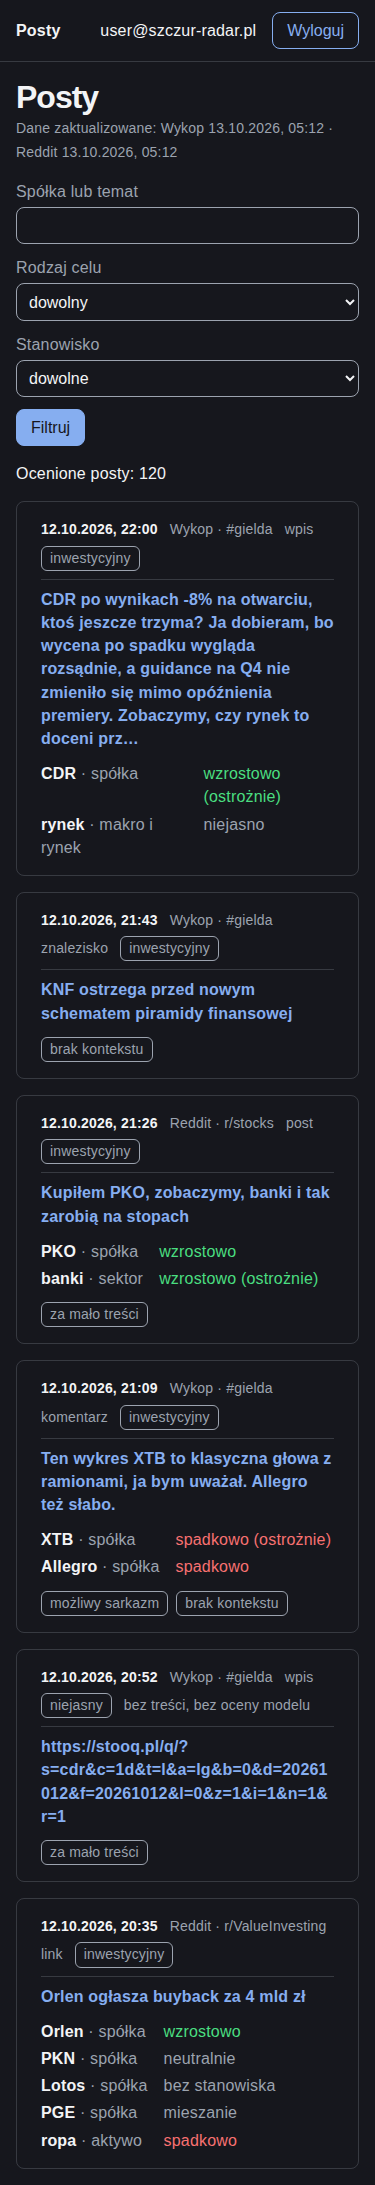 Posty user@szczur-radar.pl Wyloguj
Posty
Dane zaktualizowane: Wykop 13.10.2026, 05:12 ·
Reddit 13.10.2026, 05:12
Spółka lub temat
Rodzaj celu
dowolny
Stanowisko
dowolne
Filtruj
Ocenione posty: 120
12.10.2026, 22:00 Wykop · #gielda wpis
inwestycyjny
CDR po wynikach -8% na otwarciu,
ktoś jeszcze trzyma? Ja dobieram, bo
wycena po spadku wygląda
rozsądnie, a guidance na Q4 nie
zmieniło się mimo opóźnienia
premiery. Zobaczymy, czy rynek to
doceni prz…
CDR · spółka wzrostowo
(ostrożnie)
rynek · makro i niejasno
rynek
12.10.2026, 21:43 Wykop · #gielda
znalezisko inwestycyjny
KNF ostrzega przed nowym
schematem piramidy finansowej
brak kontekstu
12.10.2026, 21:26 Reddit · r/stocks post
inwestycyjny
Kupiłem PKO, zobaczymy, banki i tak
zarobią na stopach
PKO · spółka wzrostowo
banki · sektor wzrostowo (ostrożnie)
za mało treści
12.10.2026, 21:09 Wykop · #gielda
komentarz inwestycyjny
Ten wykres XTB to klasyczna głowa z
ramionami, ja bym uważał. Allegro
też słabo.
XTB · spółka spadkowo (ostrożnie)
Allegro · spółka spadkowo
możliwy sarkazm brak kontekstu
12.10.2026, 20:52 Wykop · #gielda wpis
niejasny bez treści, bez oceny modelu
https://stooq.pl/q/?
s=cdr&c=1d&t=l&a=lg&b=0&d=20261
012&f=20261012&l=0&z=1&i=1&n=1&
r=1
za mało treści
12.10.2026, 20:35 Reddit · r/ValueInvesting
link inwestycyjny
Orlen ogłasza buyback za 4 mld zł
Orlen · spółka wzrostowo
PKN · spółka neutralnie
Lotos · spółka bez stanowiska
PGE · spółka mieszanie
ropa · aktywo spadkowo